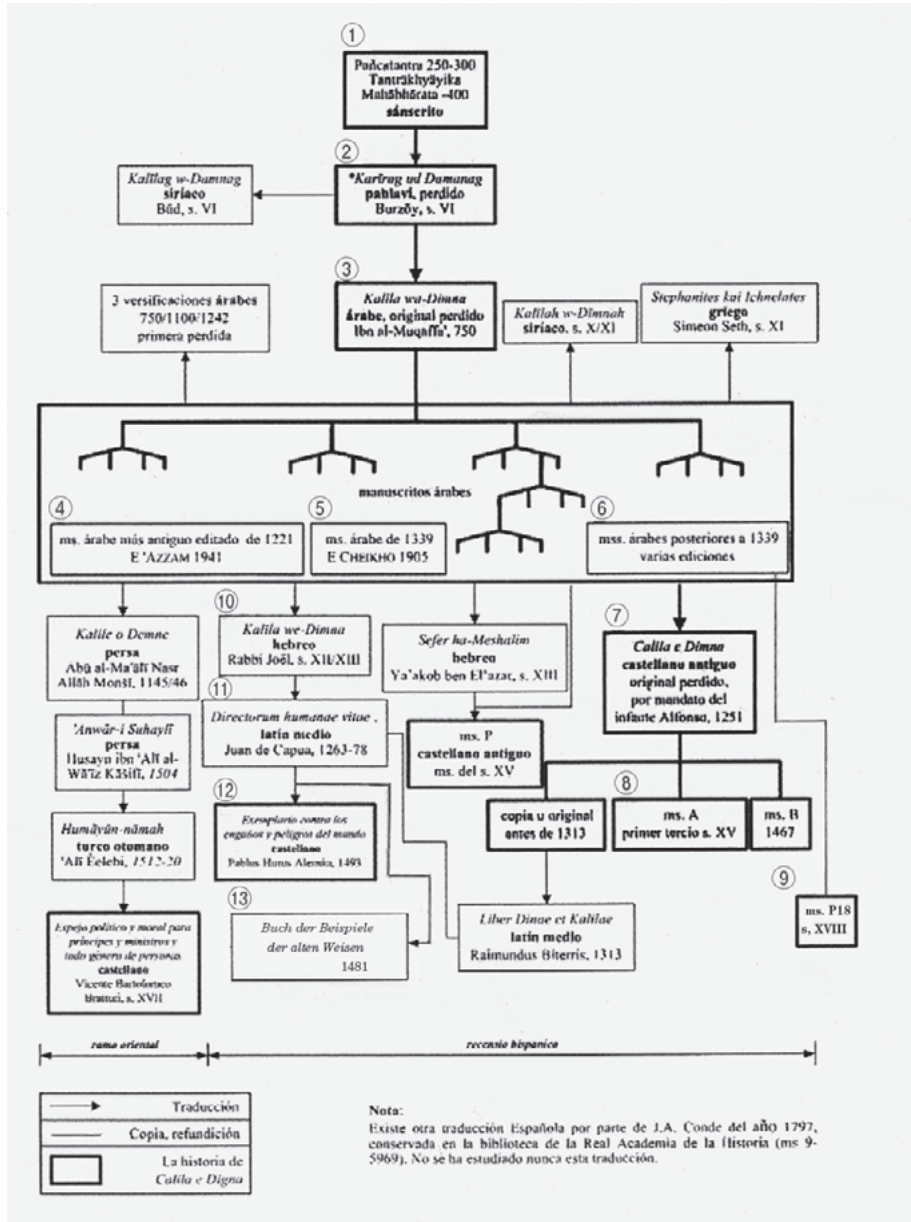 ①
Pañcatantra 250-300
Tantrākhyāyika
Mahābhārata -400
sánscrito
②
*Karīrag ud Damanag
pahlavi, perdido
Burzōy, s. VI
Kalīlag w-Damnag
siríaco
Būd, s. VI
③
Kalīla wa-Dimna
árabe, original perdido
Ibn al-Muqaffa', 750
3 versificaciones árabes
750/1100/1242
primera perdida
Kalīlah w-Dīmnah
siríaco, s. X/XI
Stephanites kai Ichnelates
griego
Simeon Seth, s. XI
manuscritos árabes
④
ms. árabe más antiguo editado de 1221
E 'AZZAM 1941
⑤
ms. árabe de 1339
E CHEIKHO 1905
⑥
mss. árabes posteriores a 1339
varias ediciones
Kalile o Demne
persa
Abū al-Ma'ālī Nasr
Allāh Monšī, 1145/46
⑩
Kalīla we-Dimna
hebreo
Rabbi Joël, s. XII/XIII
Sefer ha-Meshalim
hebreo
Ya'akob ben El'azar, s. XIII
⑦
Calila e Dimna
castellano antiguo
original perdido,
por mandato del
infante Alfonso, 1251
'Anwār-i Suhaylī
persa
Husayn ibn 'Alī al-
Wā'iz Kāšifī, 1504
⑪
Directorum humanae vitae ,
latín medio
Juan de Capua, 1263-78
ms. P
castellano antiguo
ms. del s. XV
Humāyūn-nāmah
turco otomano
'Alī Čelebi, 1512-20
⑫
Exemplario contra los
engaños y peligros del mundo
castellano
Pablus Hurus Alemán, 1493
copia u original
antes de 1313
⑧
ms. A
primer tercio s. XV
ms. B
1467
⑨
ms. P18
s, XVIII
Espejo político y moral para
príncipes y ministros y
todo género de personas
castellano
Vicente Bartolomeo
Bratuti, s. XVII
⑬
Buch der Beispiele
der alten Weisen
1481
Liber Dinae et Kalilae
latín medio
Raimundus Biterris, 1313
rama oriental
recensio hispanica
Traducción
Copia, refundición
La historia de
Calila e Digna
Nota:
Existe otra traducción Española por parte de J.A. Conde del año 1797,
conservada en la biblioteca de la Real Academia de la Historia (ms 9-
5969). No se ha estudiado nunca esta traducción.